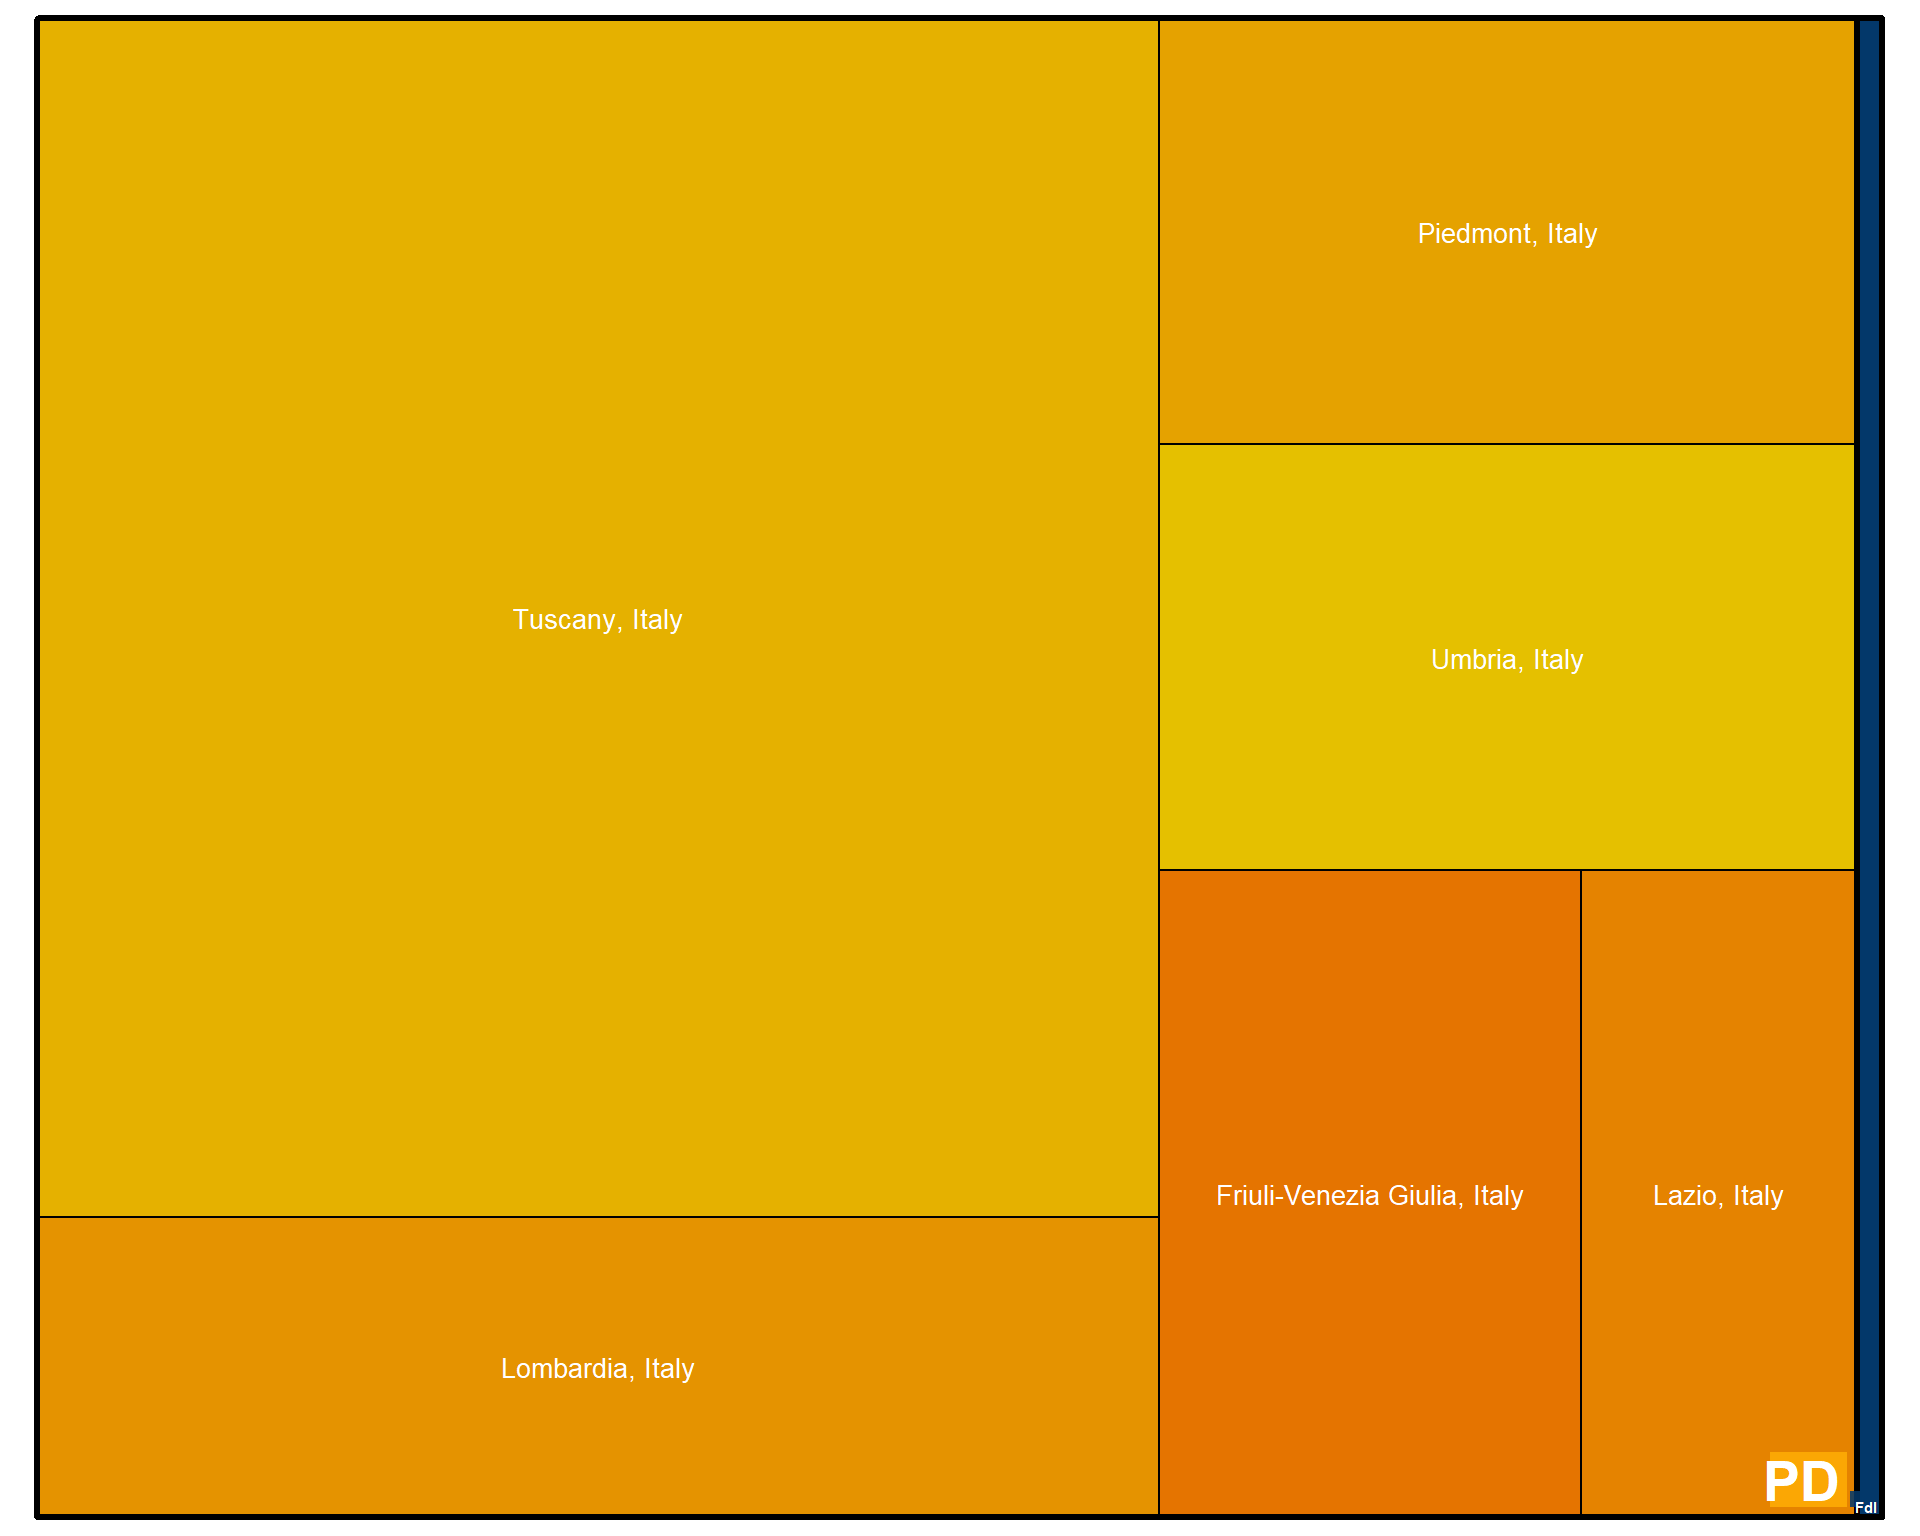 Piedmont, Italy
Tuscany, Italy
Umbria, Italy
Friuli-Venezia Giulia, Italy
Lazio, Italy
Lombardia, Italy
PD
FdI